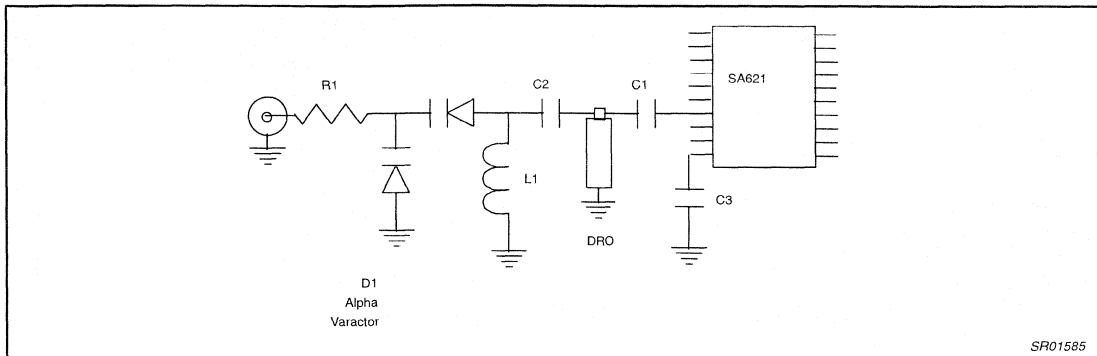 SA621
R1
C2
C1
L1
C3
DRO
D1
Alpha
Varactor
SR01585